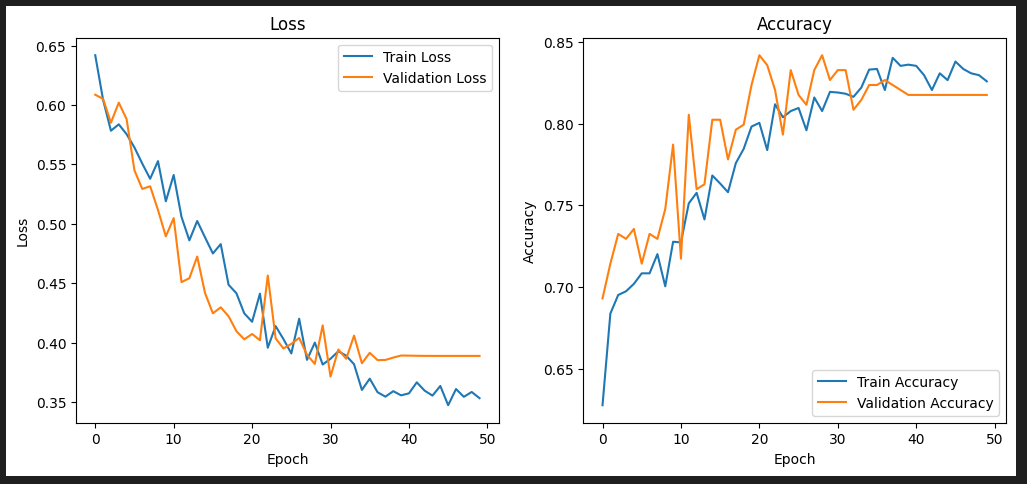 Loss
0.65
0.60
0.55
0.50
0.45
0.40
0.35
Loss
0 10 20 30 40 50
Epoch
Train Loss
Validation Loss
Accuracy
0.85
0.80
0.75
0.70
0.65
Accuracy
0 10 20 30 40 50
Epoch
Train Accuracy
Validation Accuracy